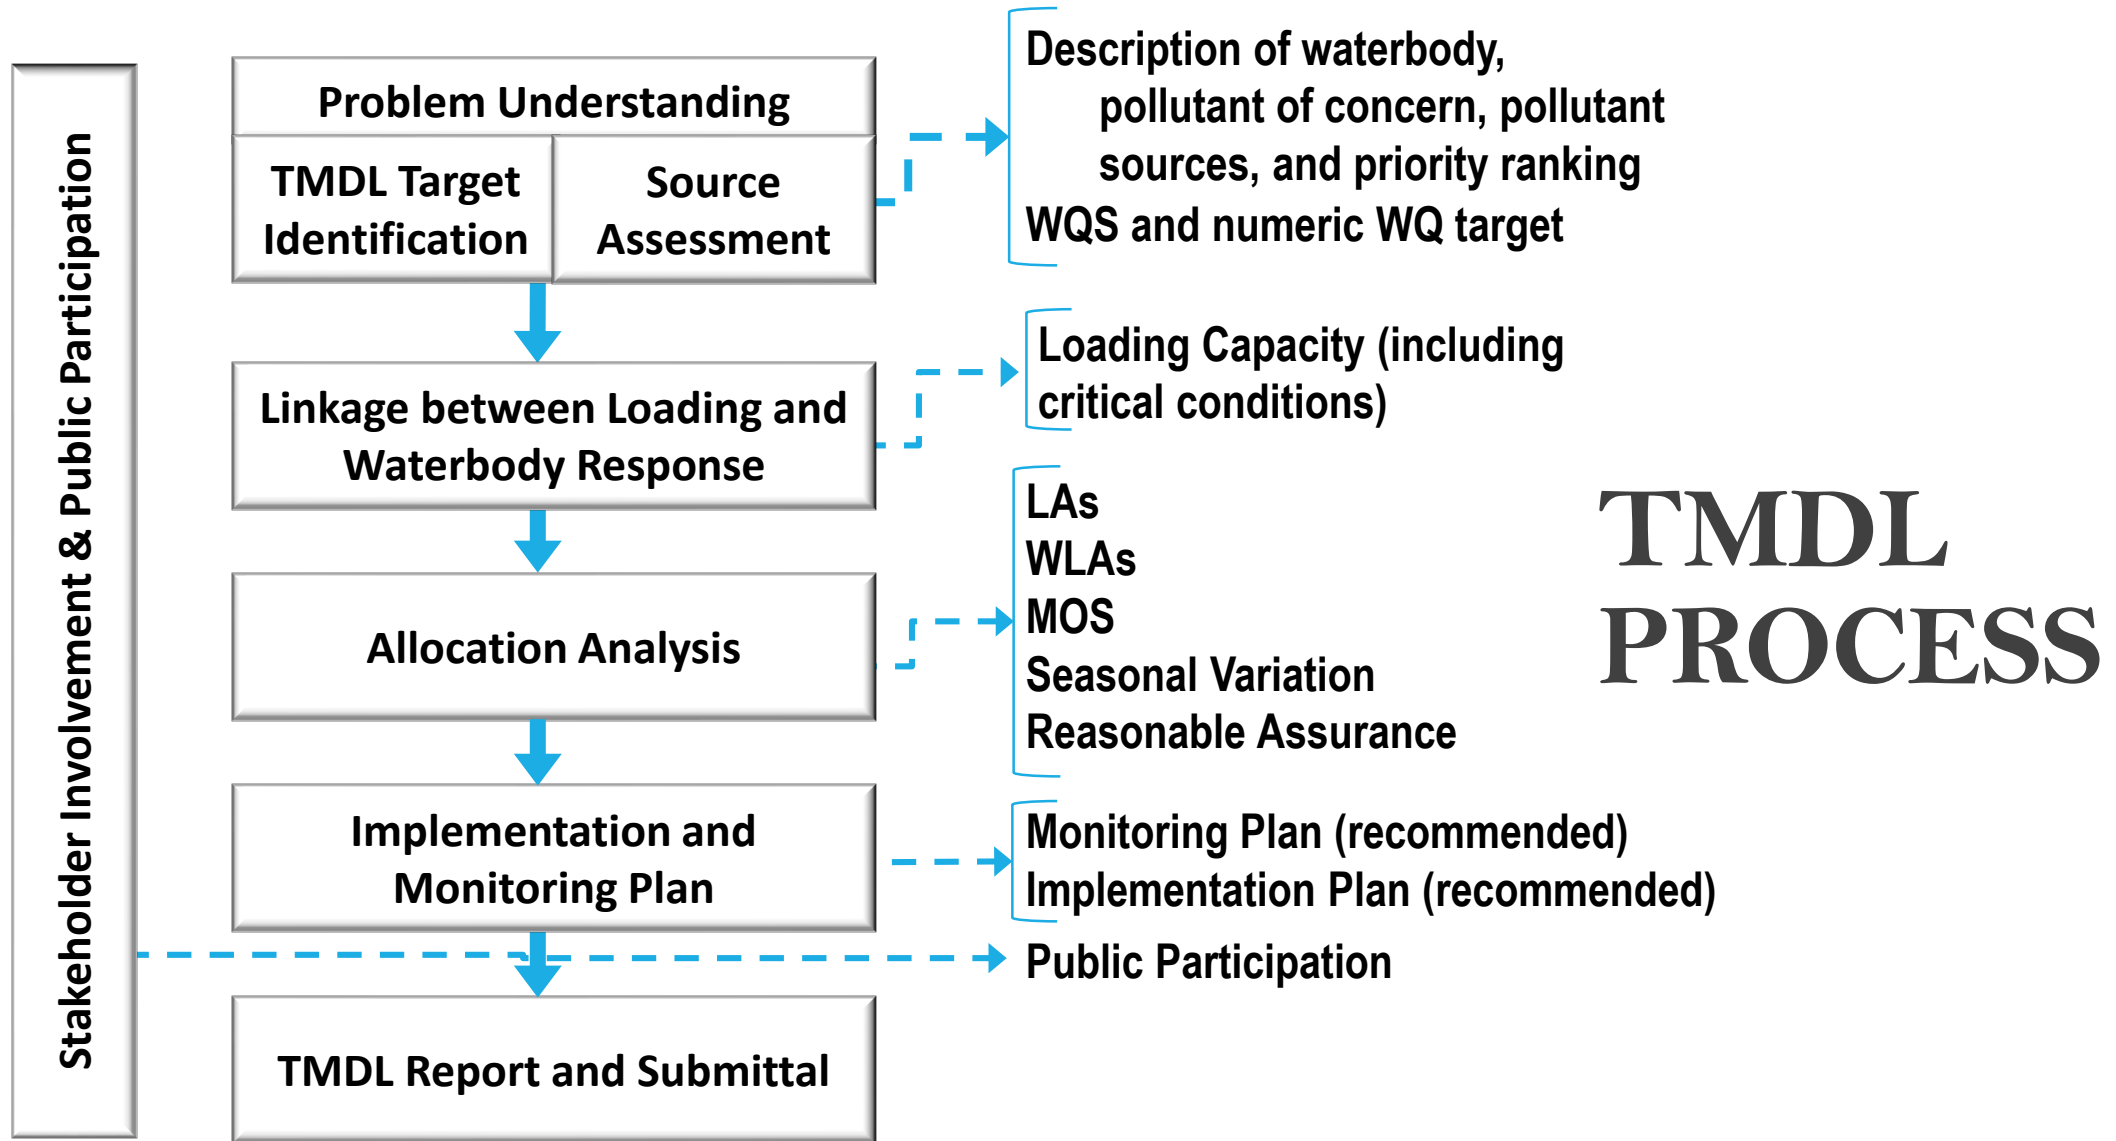 Stakeholder Involvement & Public Participation
Problem Understanding
TMDL Target
Identification
Source
Assessment
Linkage between Loading and
Waterbody Response
Allocation Analysis
Implementation and
Monitoring Plan
TMDL Report and Submittal
Description of waterbody,
pollutant of concern, pollutant
sources, and priority ranking
WQS and numeric WQ target
Loading Capacity (including
critical conditions)
LAs
WLAs
MOS
Seasonal Variation
Reasonable Assurance
Monitoring Plan (recommended)
Implementation Plan (recommended)
Public Participation
TMDL
PROCESS